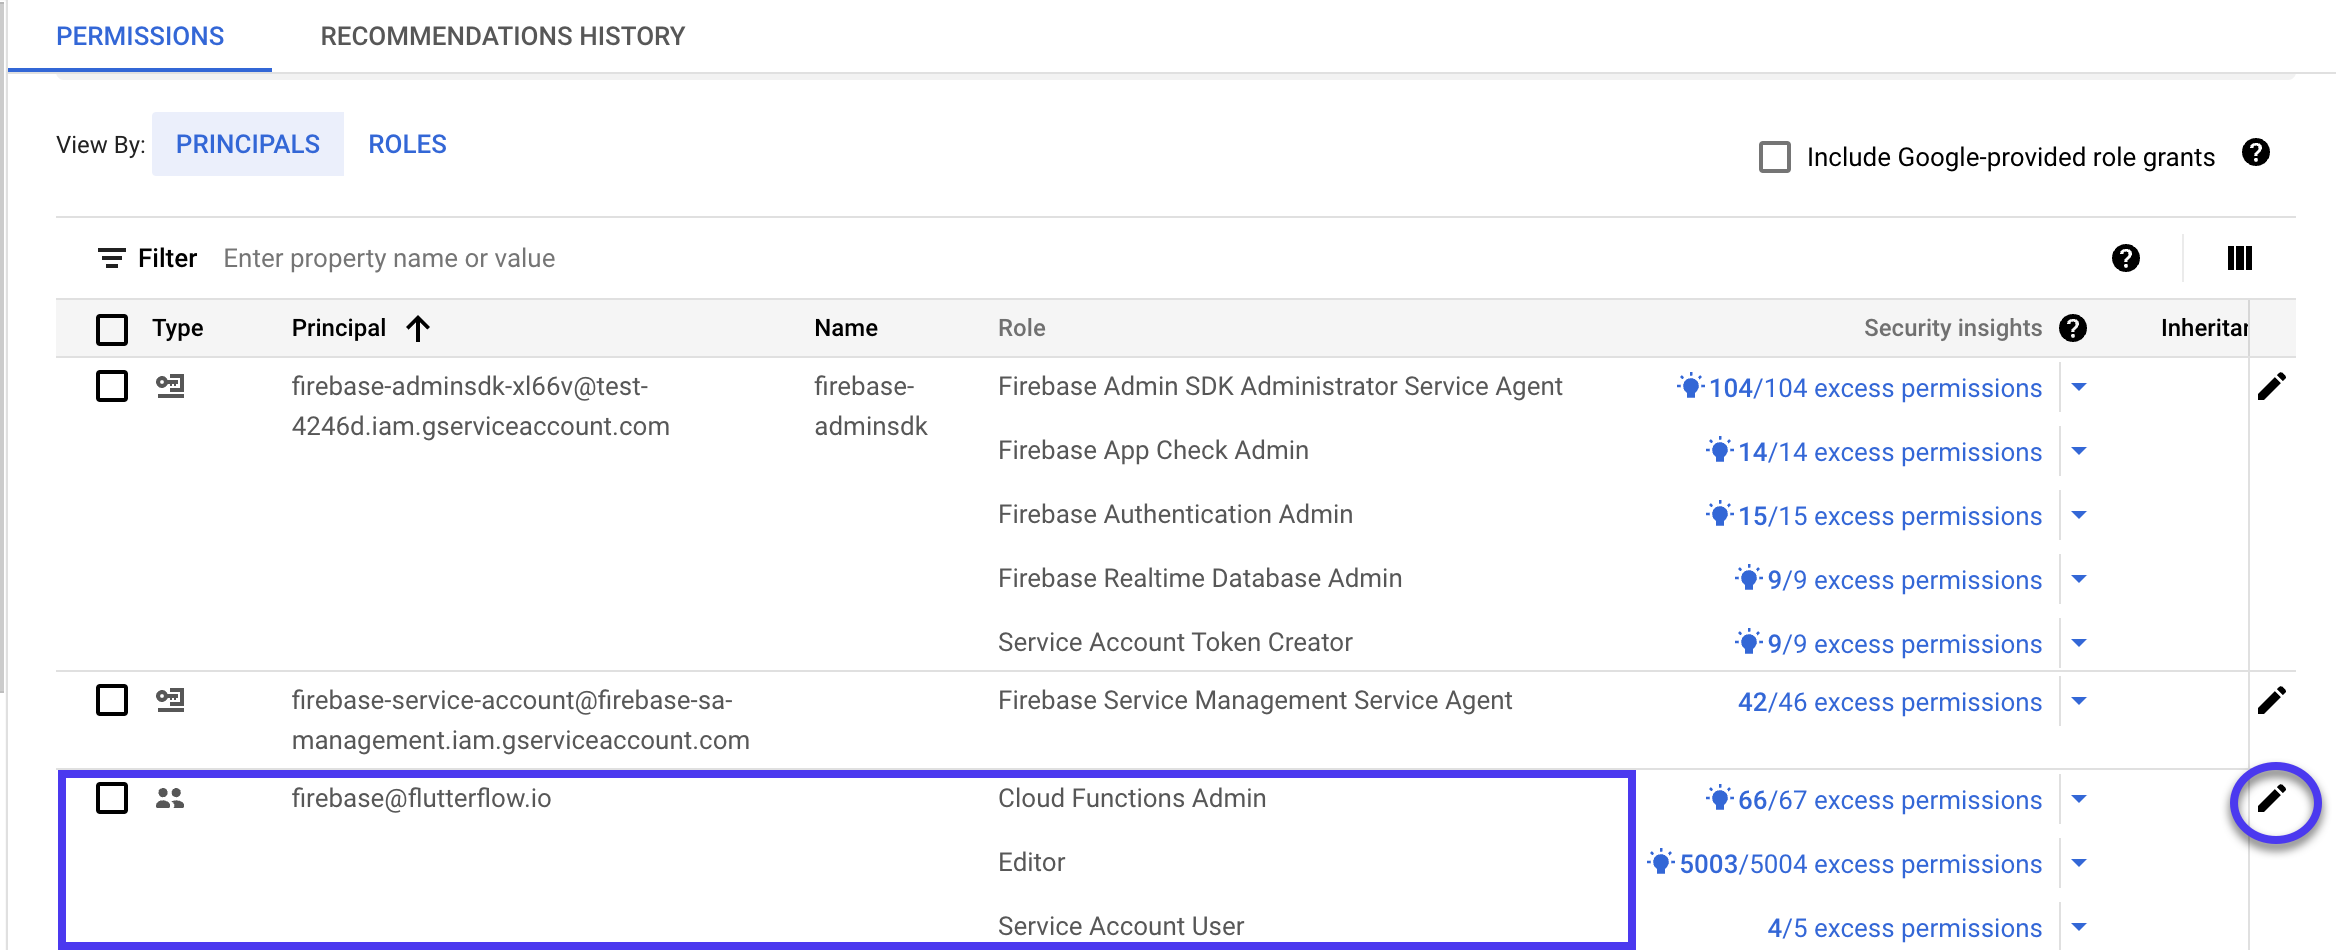 PERMISSIONS RECOMMENDATIONS HISTORY
View By: PRINCIPALS ROLES
Include Google-provided role grants
Filter Enter property name or value
Type Principal Name Role Security insights Inheritan
firebase-adminsdk-xl66v@test- firebase- Firebase Admin SDK Administrator Service Agent 104/104 excess permissions
4246d.iam.gserviceaccount.com adminsdk
Firebase App Check Admin 14/14 excess permissions
Firebase Authentication Admin 15/15 excess permissions
Firebase Realtime Database Admin 9/9 excess permissions
Service Account Token Creator 9/9 excess permissions
firebase-service-account@firebase-sa- Firebase Service Management Service Agent 42/46 excess permissions
management.iam.gserviceaccount.com
firebase@flutterflow.io Cloud Functions Admin 66/67 excess permissions
Editor 5003/5004 excess permissions
Service Account User 4/5 excess permissions